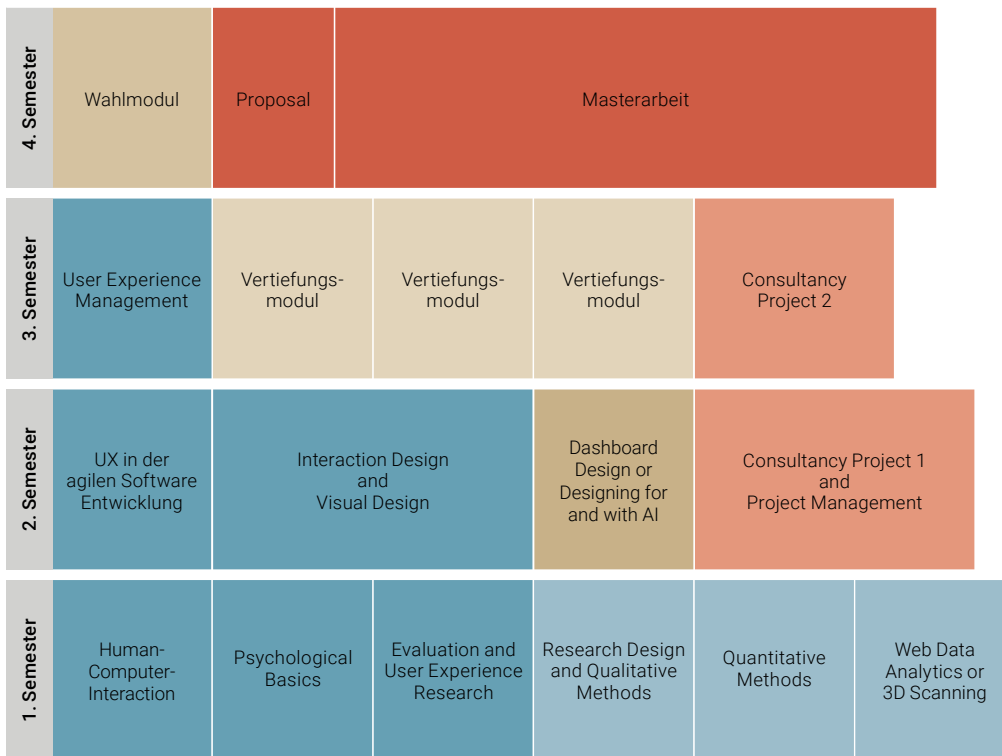 4. Semester
Wahlmodul
Proposal
Masterarbeit
3. Semester
User Experience
Management
Vertiefungs-
modul
Vertiefungs-
modul
Vertiefungs-
modul
Consultancy
Project 2
2. Semester
UX in der
agilen Software
Entwicklung
Interaction Design
and
Visual Design
Dashboard
Design or
Designing for
and with AI
Consultancy Project 1
and
Project Management
1. Semester
Human-
Computer-
Interaction
Psychological
Basics
Evaluation and
User Experience
Research
Research Design
and Qualitative
Methods
Quantitative
Methods
Web Data
Analytics or
3D Scanning